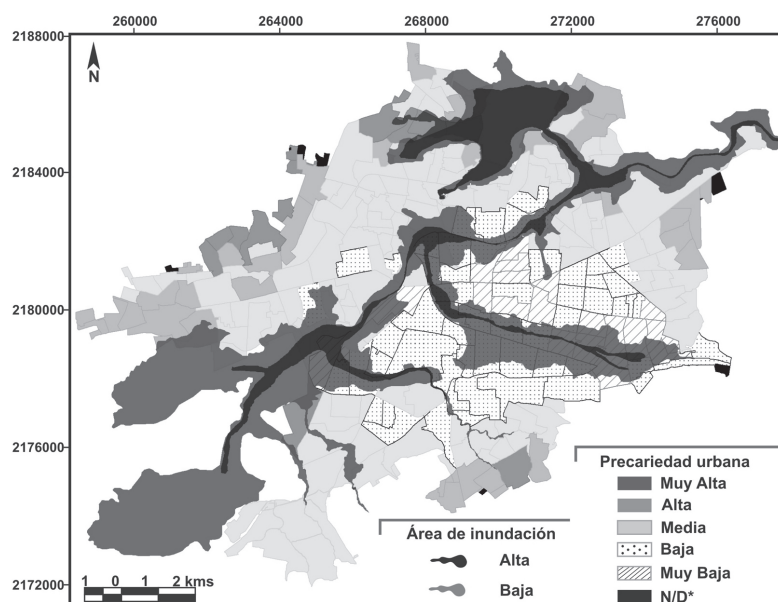 260000 264000 268000 272000 276000
2188000
N
2184000
2180000
2176000
2172000
1 0 1 2 kms
Área de inundación
Alta
Baja
Precariedad urbana
Muy Alta
Alta
Media
Baja
Muy Baja
N/D*